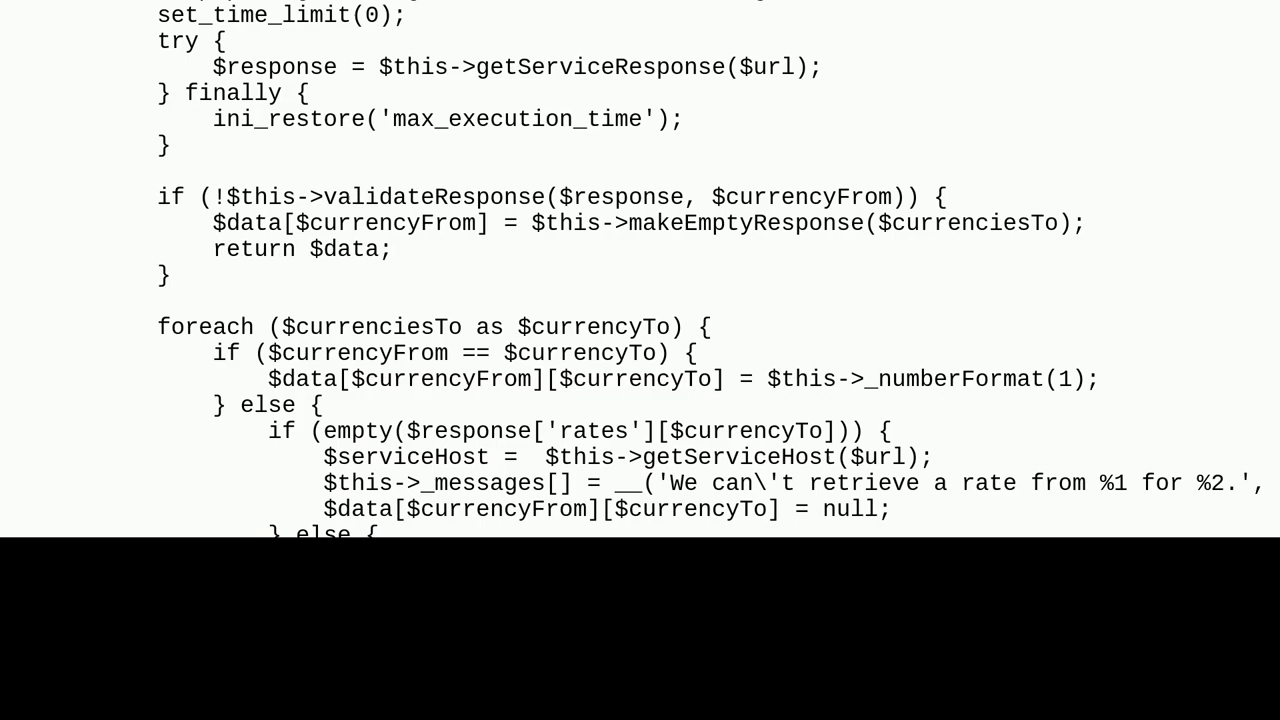 set_time_limit(0);
try {
$response = $this->getServiceResponse($url);
} finally {
ini_restore('max_execution_time');
}
if (!$this->validateResponse($response, $currencyFrom)) {
$data[$currencyFrom] = $this->makeEmptyResponse($currenciesTo);
return $data;
}
foreach ($currenciesTo as $currencyTo) {
if ($currencyFrom == $currencyTo) {
$data[$currencyFrom][$currencyTo] = $this->_numberFormat(1);
} else {
if (empty($response['rates'][$currencyTo])) {
$serviceHost =  $this->getServiceHost($url);
$this->_messages[] = __('We can\'t retrieve a rate from %1 for %2.',
$data[$currencyFrom][$currencyTo] = null;
} else {